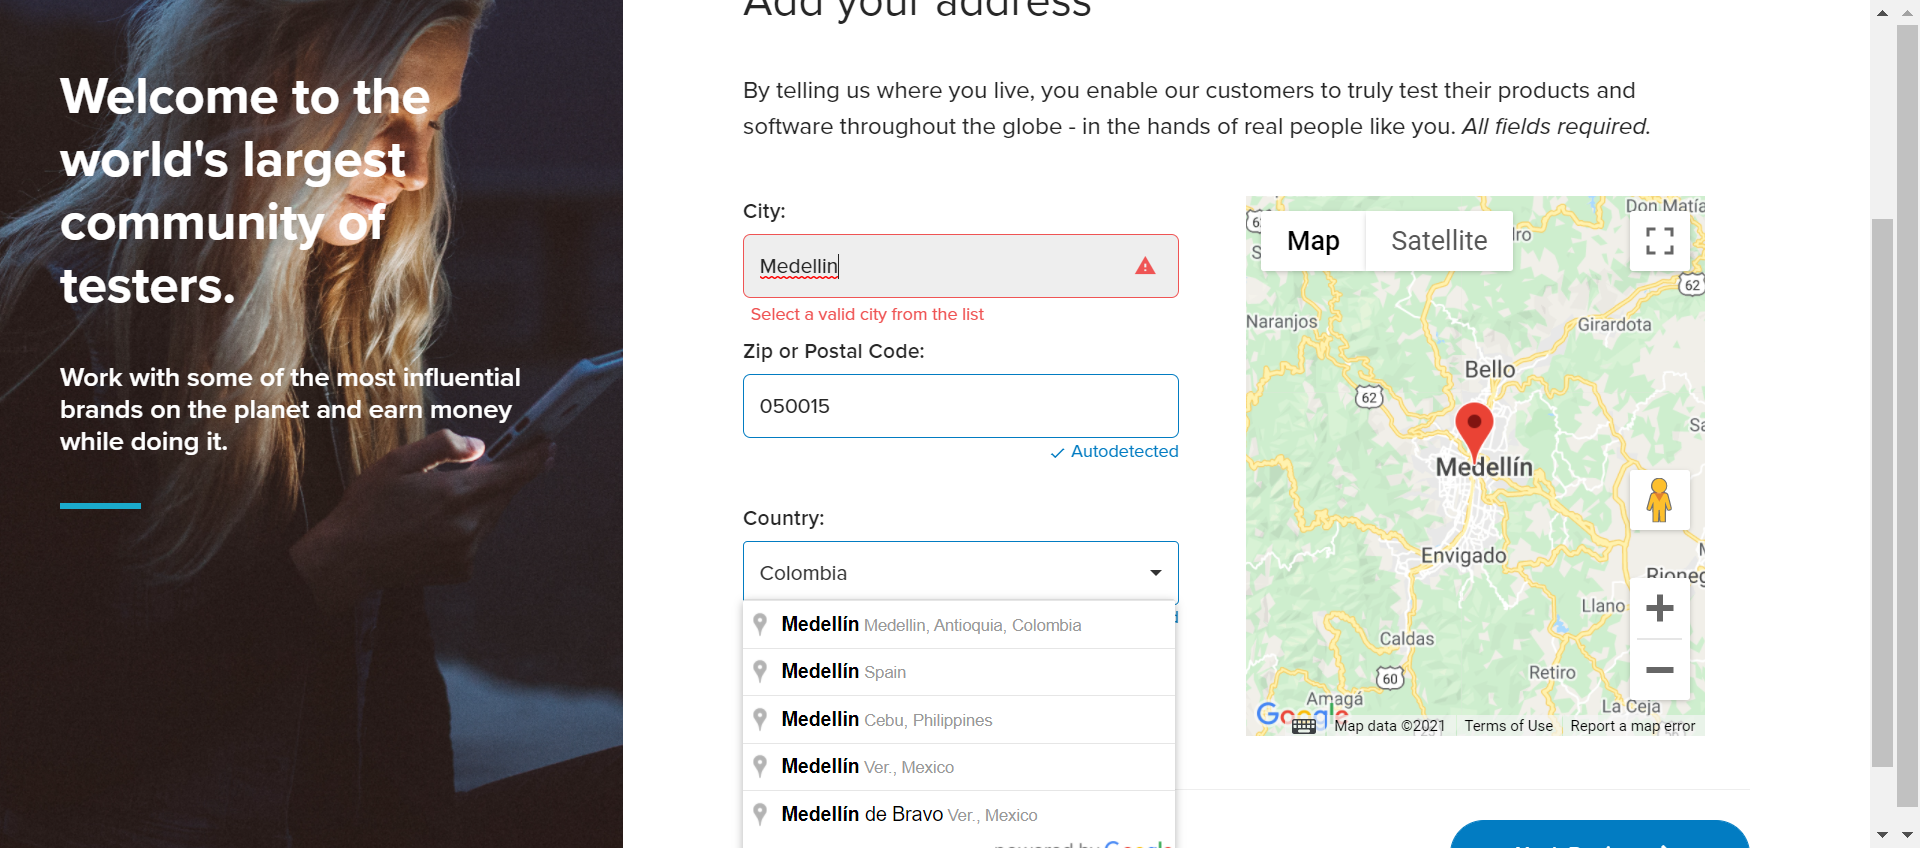 Add your address
Welcome to the
world's largest
community of
testers.
Work with some of the most influential
brands on the planet and earn money
while doing it.
By telling us where you live, you enable our customers to truly test their products and
software throughout the globe - in the hands of real people like you. All fields required.
City:
Medellin
Select a valid city from the list
Zip or Postal Code:
050015
Autodetected
Country:
Colombia
Medellín Medellin, Antioquia, Colombia
Medellín Spain
Medellin Cebu, Philippines
Medellín Ver., Mexico
Medellín de Bravo Ver., Mexico
powered by Google
Map
Satellite
Don Matía
62
Naranjos
Girardota
Bello
62
Medellín
Envigado
Llano
Caldas
60
Retiro
Amagá
La Ceja
Google
Map data ©2021
Terms of Use
Report a map error